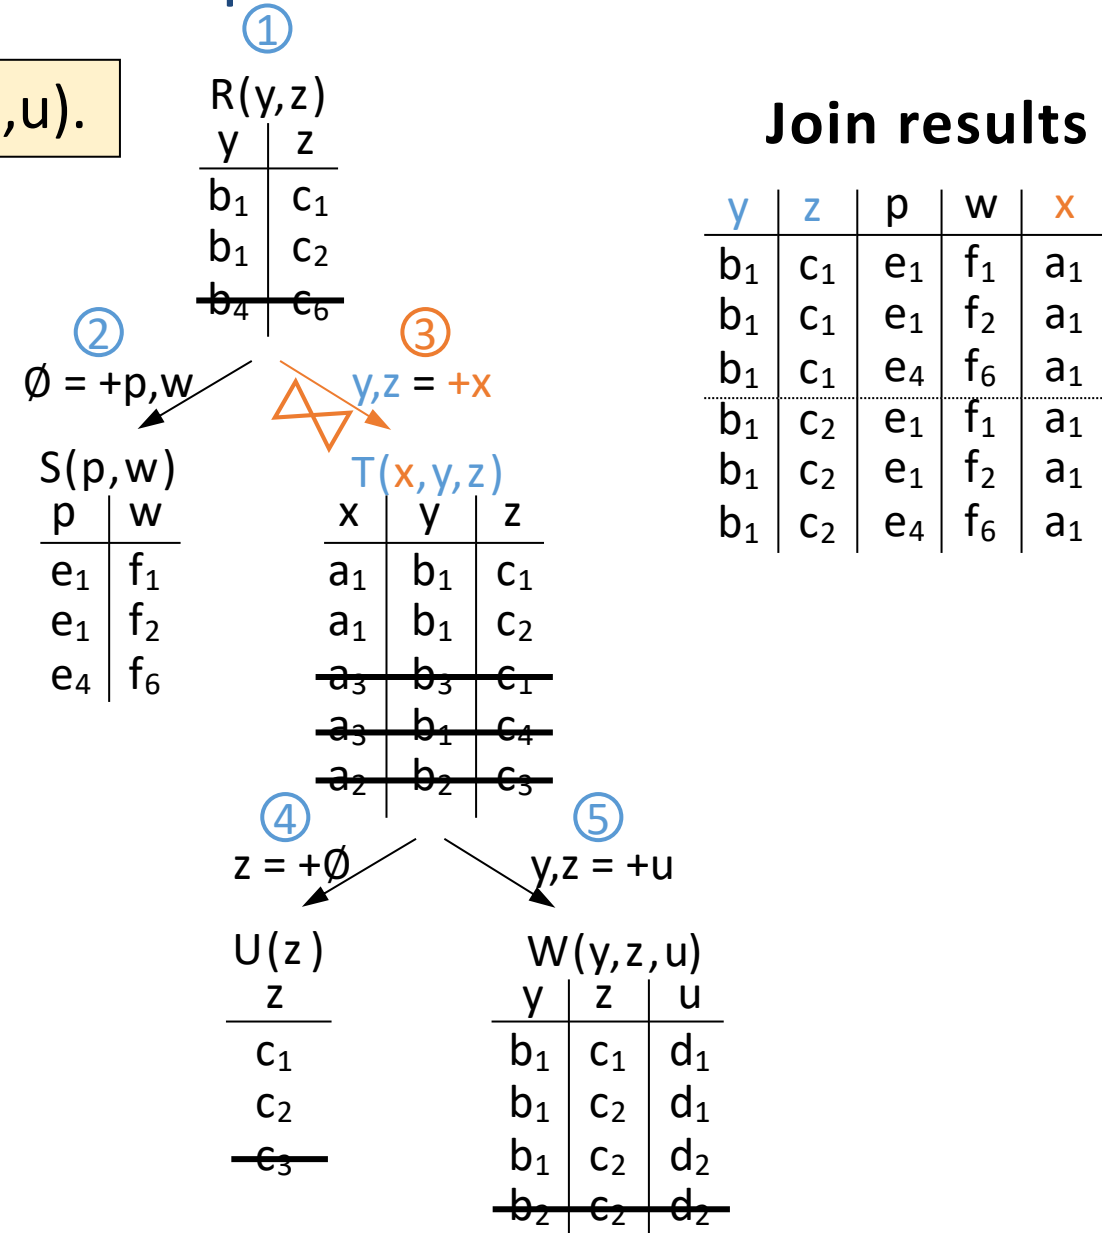 ①
,u).
R(y,z)
y z
b₁ c₁
b₁ c₂
b₄ c₆
Join results
y z p w x
b₁ c₁ e₁ f₁ a₁
b₁ c₁ e₁ f₂ a₁
b₁ c₁ e₄ f₆ a₁
b₁ c₂ e₁ f₁ a₁
b₁ c₂ e₁ f₂ a₁
b₁ c₂ e₄ f₆ a₁
②
∅ = +p,w
③
y,z = +x
S(p,w)
p w
e₁ f₁
e₁ f₂
e₄ f₆
T(x,y,z)
x y z
a₁ b₁ c₁
a₁ b₁ c₂
a₃ b₃ c₁
a₃ b₁ c₄
a₂ b₂ c₃
④
z = +∅
⑤
y,z = +u
U(z)
z
c₁
c₂
c₃
W(y,z,u)
y z u
b₁ c₁ d₁
b₁ c₂ d₁
b₁ c₂ d₂
b₂ c₂ d₂